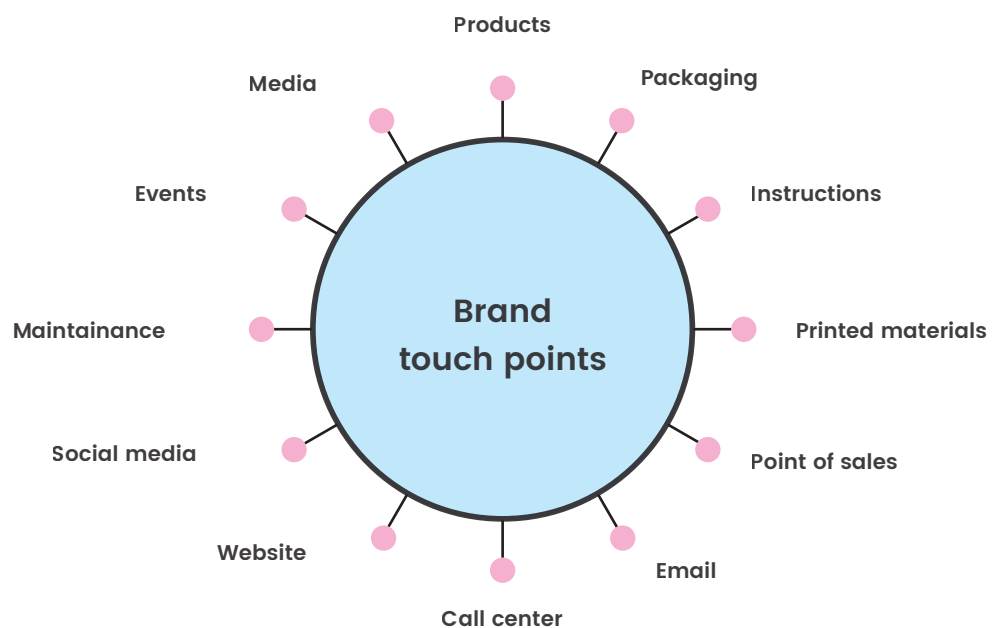 Products
Media
Packaging
Events
Instructions
Brand
touch points
Maintainance
Printed materials
Social media
Point of sales
Website
Email
Call center